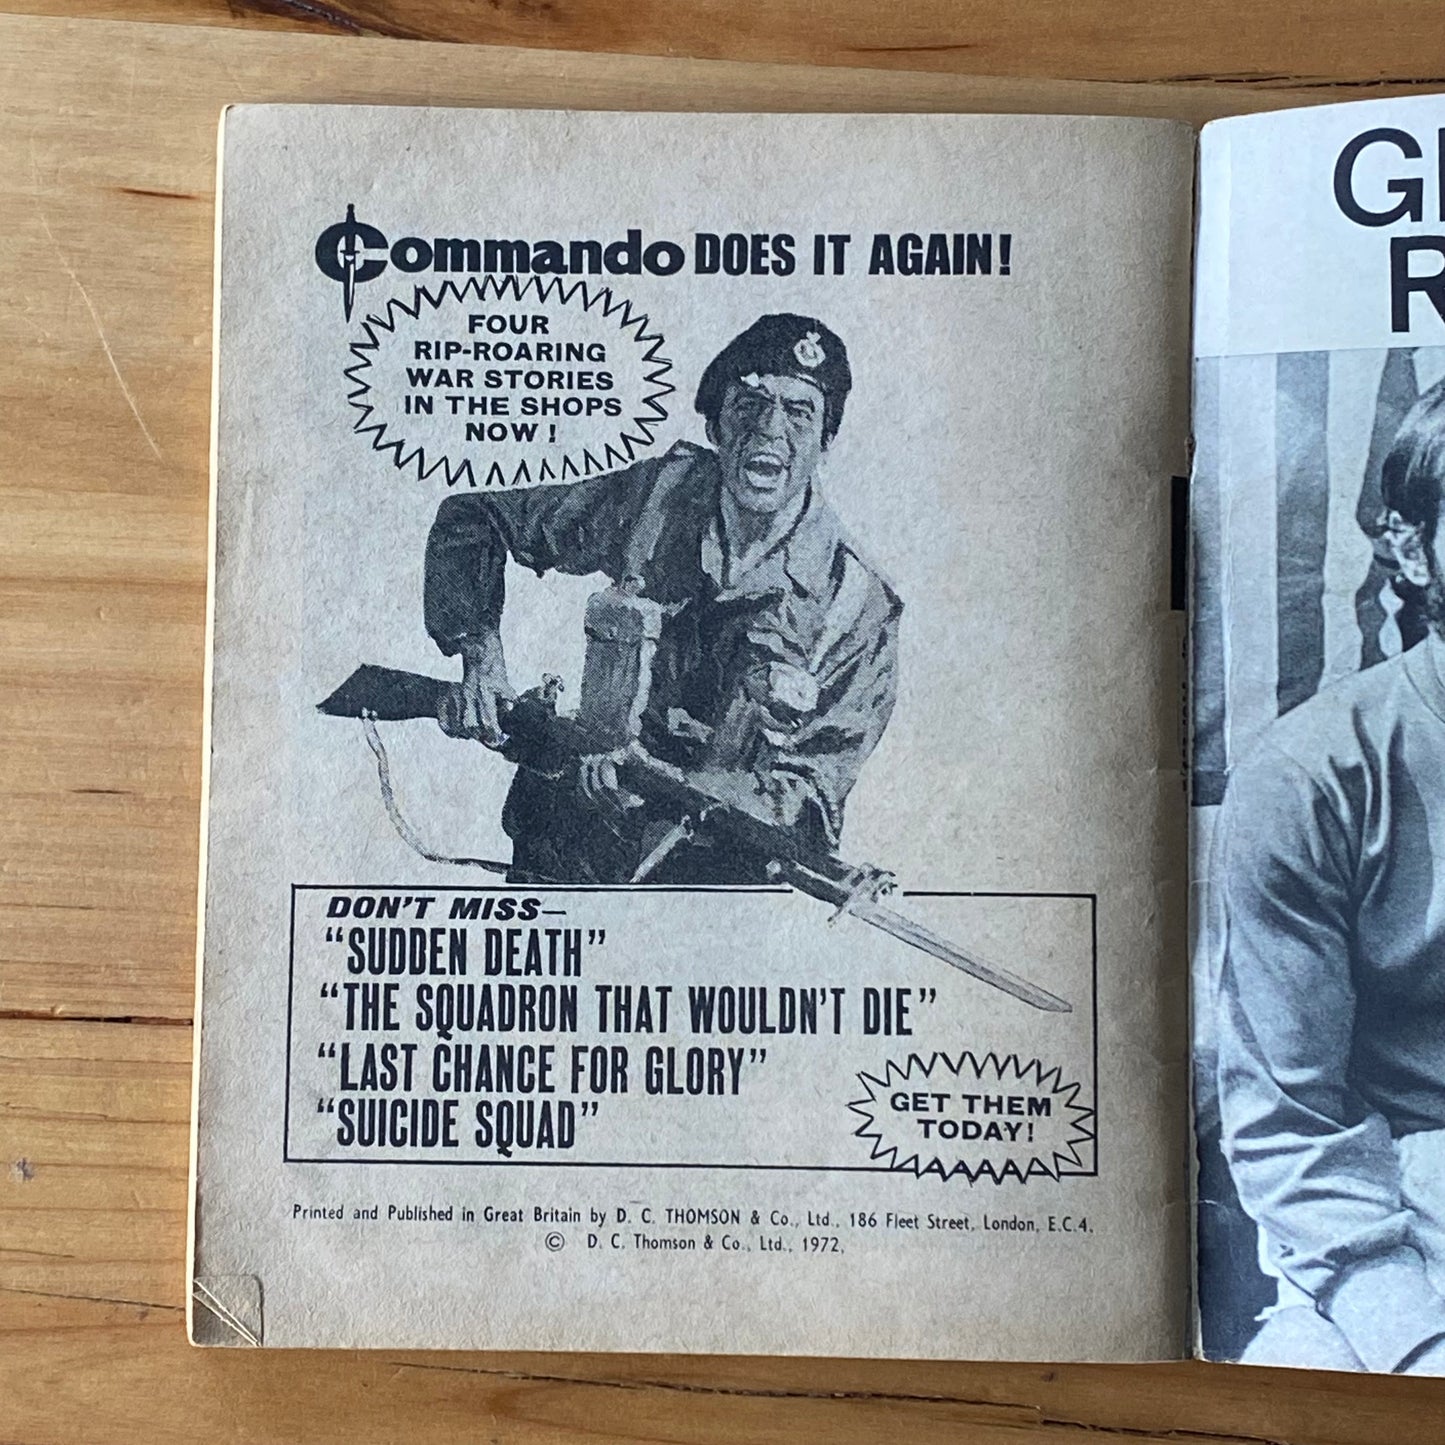 Commando DOES IT AGAIN!
FOUR
RIP-ROARING
WAR STORIES
IN THE SHOPS
NOW!
DON'T MISS—
"SUDDEN DEATH"
"THE SQUADRON THAT WOULDN'T DIE"
"LAST CHANCE FOR GLORY"
"SUICIDE SQUAD"
GET THEM
TODAY!
Printed and Published in Great Britain by D. C. THOMSON & Co., Ltd., 186 Fleet Street, London, E.C.4.
© D. C. Thomson & Co., Ltd., 1972.